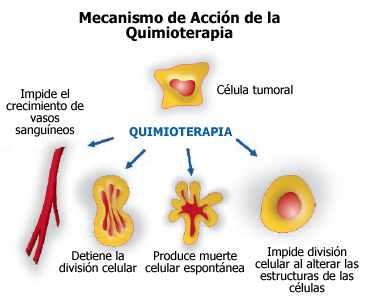 Mecanismo de Acción de la
Quimioterapia
Célula tumoral
Impide el
crecimiento de
vasos
sanguíneos
QUIMIOTERAPIA
Detiene la
división celular
Produce muerte
celular espontánea
Impide división
celular al alterar las
estructuras de las
células